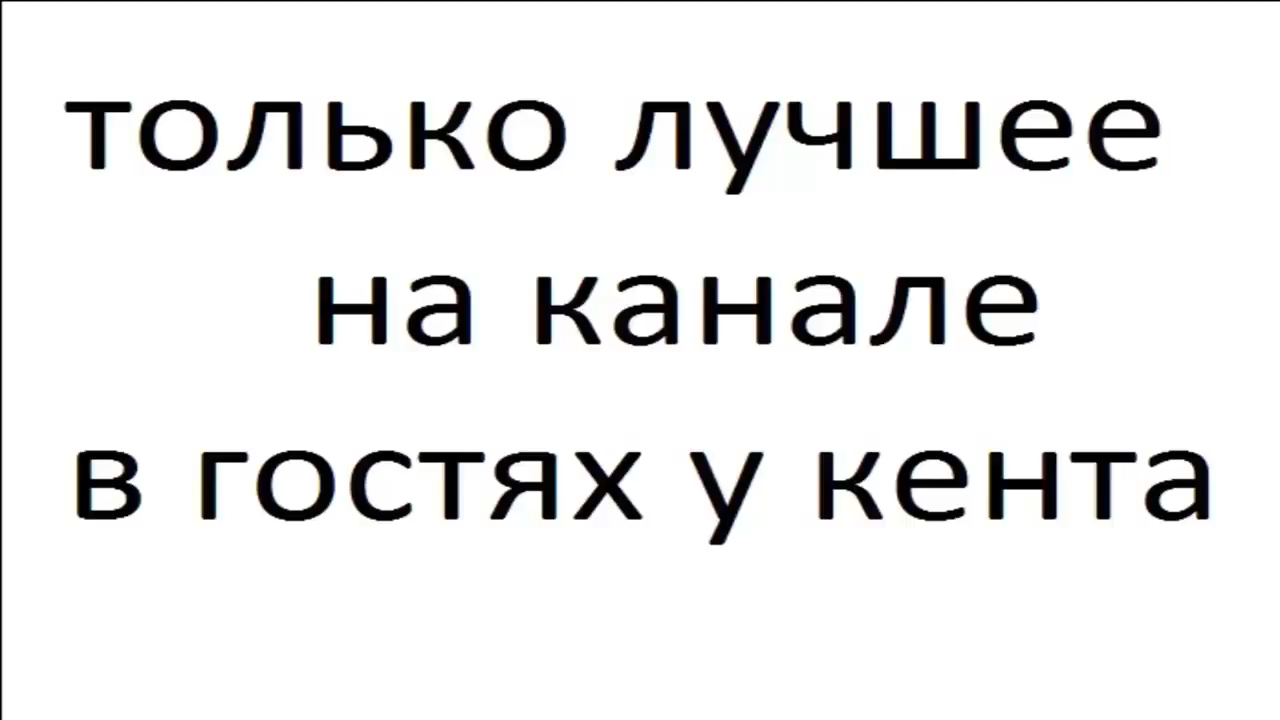 только лучшее
на канале
в гостях у кента